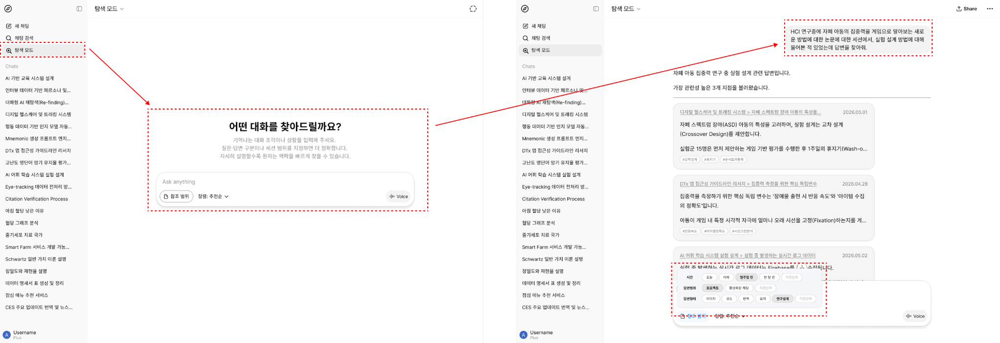 탐색 모드
새 채팅
채팅 검색
탐색 모드
Chats
AI 기반 교육 시스템 설계
인터뷰 데이터 기반 페르소나 및...
대화형 AI 재탐색(Re-finding)...
디지털 헬스케어 및 트래킹 시스템
행동 데이터 기반 인지 모델 자동...
Mnemonic 생성 프롬프트 엔지...
DTx 앱 접근성 가이드라인 리서치
고난도 영단어 암기 유지율 평가...
AI 어휘 학습 시스템 실험 설계
Eye-tracking 데이터 전처리 방...
Citation Verification Process
아침 혈당 낮은 이유
혈당 그래프 분석
줄기세포 치료 국가
Smart Farm 서비스 개발 가능...
Schwartz 일반 가치 이론 설명
정밀도와 재현율 설명
데이터 명세서 표 생성 및 정리
점심 메뉴 추천 서비스
CES 주요 업데이트 번역 및 뉴스...
A
Username
Plus
어떤 대화를 찾아드릴까요?
기억나는 대화 조각이나 상황을 입력해 주세요.
질문·답변 구분이나 세션 범위를 지정하면 더 정확합니다.
자세히 설명할수록 원하는 맥락을 빠르게 찾을 수 있습니다.
Ask anything
참조 범위
정렬: 추천순
Voice
탐색 모드
Share
새 채팅
채팅 검색
탐색 모드
Chats
AI 기반 교육 시스템 설계
인터뷰 데이터 기반 페르소나 및...
대화형 AI 재탐색(Re-finding)...
디지털 헬스케어 및 트래킹 시스템
행동 데이터 기반 인지 모델 자동...
Mnemonic 생성 프롬프트 엔지...
DTx 앱 접근성 가이드라인 리서치
고난도 영단어 암기 유지율 평가...
AI 어휘 학습 시스템 실험 설계
Eye-tracking 데이터 전처리 방...
Citation Verification Process
아침 혈당 낮은 이유
혈당 그래프 분석
줄기세포 치료 국가
Smart Farm 서비스 개발 가능...
Schwartz 일반 가치 이론 설명
정밀도와 재현율 설명
데이터 명세서 표 생성 및 정리
점심 메뉴 추천 서비스
CES 주요 업데이트 번역 및 뉴스...
A
Username
Plus
HCI 연구중에 자폐 아동의 집중력을 게임으로 알아보는 새로
운 방법에 대한 논문에 대한 세션에서, 실험 설계 방법에 대해
물어본 적 있었는데 답변을 찾아줘.
자폐 아동 집중력 연구 중 실험 설계 관련 답변입니다.
가장 관련성 높은 3개 지점을 불러왔습니다.
디지털 헬스케어 및 트래킹 시스템 > 자폐 스펙트럼 장애 아동의 특성을...
2026.05.01
자폐 스펙트럼 장애(ASD) 아동의 특성을 고려하여, 실험 설계는 교차 설계
(Crossover Design)를 제안합니다.
실험군 15명은 먼저 제안하는 게임 기반 평가를 수행한 후 1주일의 휴지기(Wash-o...
#교차설계
#휴지기
#순서효과통제
DTx 앱 접근성 가이드라인 리서치 > 집중력 측정을 위한 핵심 독립변수
2026.04.28
집중력을 측정하기 위한 핵심 독립 변수는 '장애물 출현 시 반응 속도'와 '아이템 수집
의 정확도'입니다.
아동이 게임 내 특정 시각적 자극에 얼마나 오래 시선을 고정(Fixation)하는지를 게...
#반응속도
#아이템정확도
#시선고정분석
AI 어휘 학습 시스템 실험 설계 > 실험 중 발생하는 실시간 로그 데이터
2026.05.02
실험 중 발생하는 실시간 로그 데이터는 Firebase를 수집됩니다.
시간
오늘
어제
일주일 전
한 달 전
직접입력
답변범위
프로젝트
활성화된 채팅
직접입력
답변형태
이미지
코드
번역
요약
연구설계
직접입력
참조 범위
정렬: 추천순
Voice